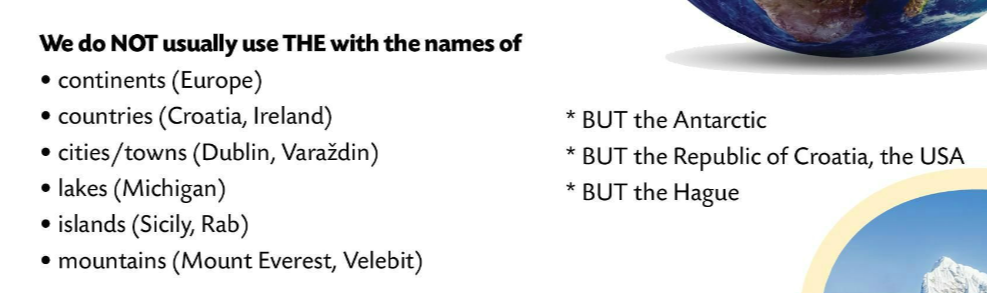 We do NOT usually use THE with the names of
• continents (Europe)
• countries (Croatia, Ireland)
• cities/towns (Dublin, Varaždin)
• lakes (Michigan)
• islands (Sicily, Rab)
• mountains (Mount Everest, Velebit)
* BUT the Antarctic
* BUT the Republic of Croatia, the USA
* BUT the Hague